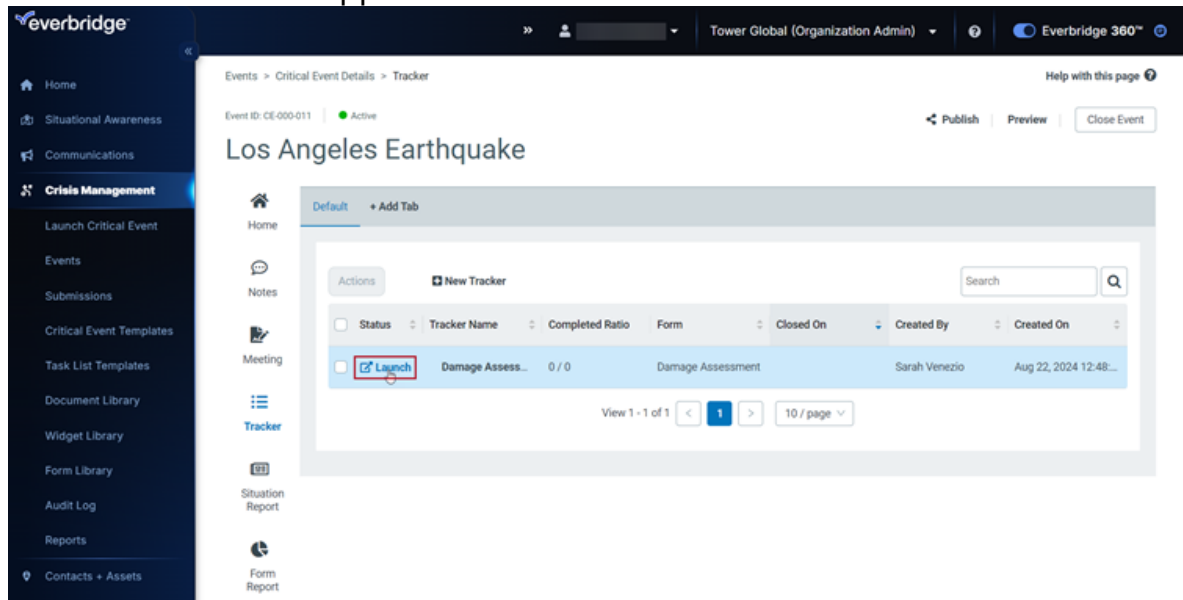 everbridge
«
»
Tower Global (Organization Admin)
Everbridge 360™
Home
Situational Awareness
Communications
Crisis Management
Launch Critical Event
Events
Submissions
Critical Event Templates
Task List Templates
Document Library
Widget Library
Form Library
Audit Log
Reports
Contacts + Assets
Events > Critical Event Details > Tracker
Help with this page
Event ID: CE-000-011
Active
Publish
Preview
Close Event
Los Angeles Earthquake
Home
Notes
Meeting
Tracker
Situation
Report
Form
Report
Default + Add Tab
Actions New Tracker Search
Status Tracker Name Completed Ratio Form Closed On Created By Created On
Launch Damage Assess... 0 / 0 Damage Assessment Sarah Venezio Aug 22, 2024 12:48:...
View 1 - 1 of 1 < 1 > 10 / page